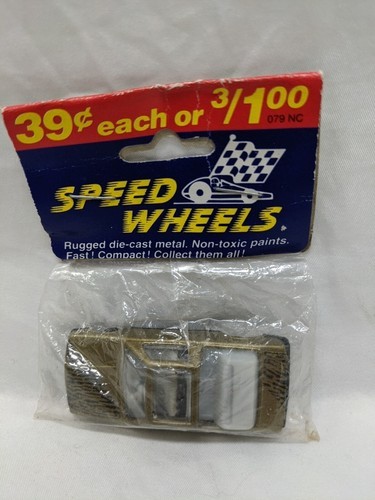 39¢ each or 3/1.00
079 NC
SPEED
WHEELS
Rugged die-cast metal. Non-toxic paints.
Fast! Compact! Collect them all!